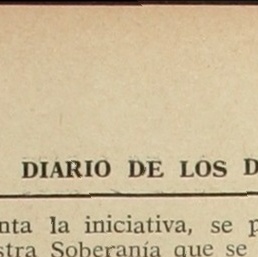 DIARIO DE LOS D
nta la iniciativa, se p
stra Soberanía que se